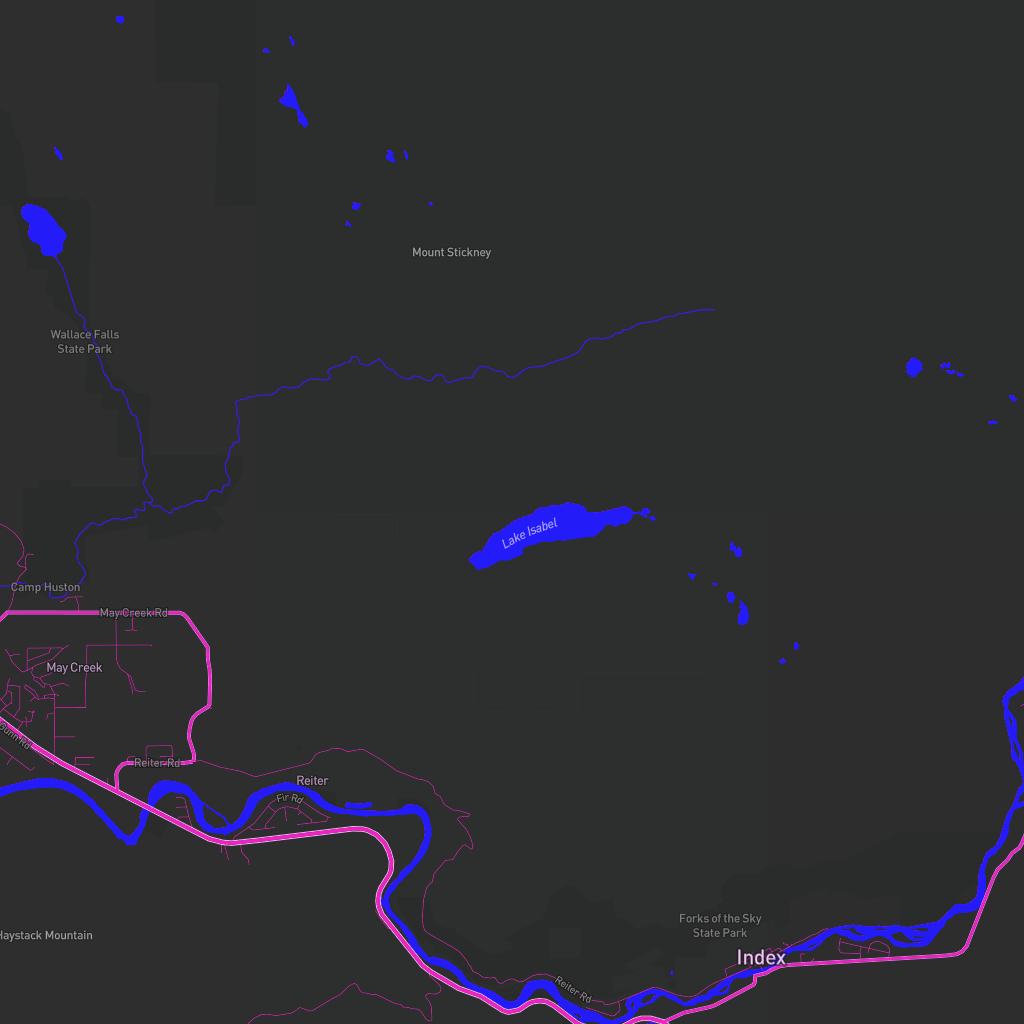 Mount Stickney
Wallace Falls
State Park
Lake Isabel
Camp Huston
May Creek Rd
May Creek
Reiter Rd
Reiter
Fir Rd
Haystack Mountain
Forks of the Sky
State Park
Index
Reiter Rd